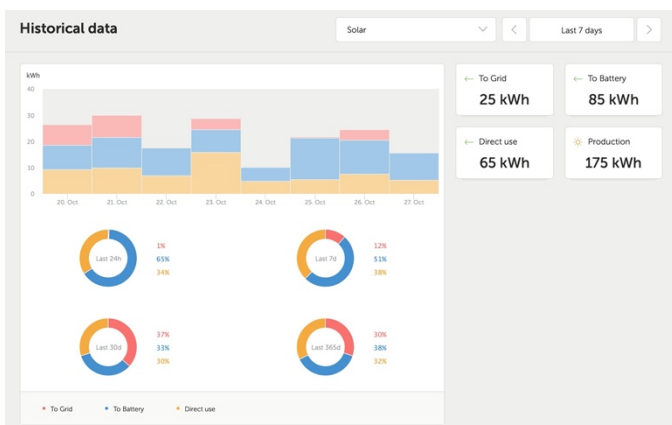 Historical data
Solar
Last 7 days
kWh
40
30
20
10
0
20. Oct
21. Oct
22. Oct
23. Oct
24. Oct
25. Oct
26. Oct
27. Oct
To Grid
25 kWh
To Battery
85 kWh
Direct use
65 kWh
Production
175 kWh
Last 24h
1%
65%
34%
Last 7d
12%
51%
38%
Last 30d
37%
33%
30%
Last 365d
30%
38%
32%
To Grid
To Battery
Direct use